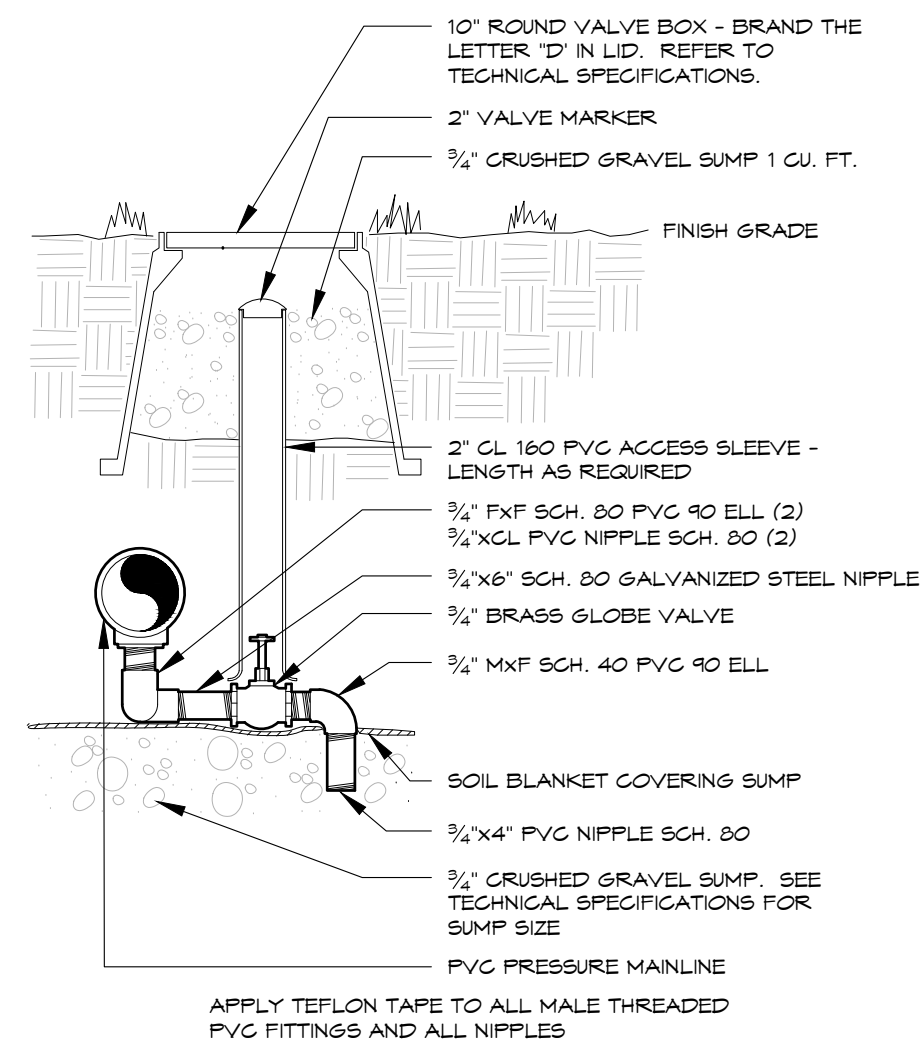 10" ROUND VALVE BOX - BRAND THE
LETTER "D' IN LID.  REFER TO
TECHNICAL SPECIFICATIONS.
2" VALVE MARKER
¾" CRUSHED GRAVEL SUMP 1 CU. FT.
FINISH GRADE
2" CL 160 PVC ACCESS SLEEVE -
LENGTH AS REQUIRED
¾" FxF SCH. 80 PVC 90 ELL (2)
¾"xCL PVC NIPPLE SCH. 80 (2)
¾"x6" SCH. 80 GALVANIZED STEEL NIPPLE
¾" BRASS GLOBE VALVE
¾" MxF SCH. 40 PVC 90 ELL
SOIL BLANKET COVERING SUMP
¾"x4" PVC NIPPLE SCH. 80
¾" CRUSHED GRAVEL SUMP.  SEE
TECHNICAL SPECIFICATIONS FOR
SUMP SIZE
PVC PRESSURE MAINLINE
APPLY TEFLON TAPE TO ALL MALE THREADED
PVC FITTINGS AND ALL NIPPLES